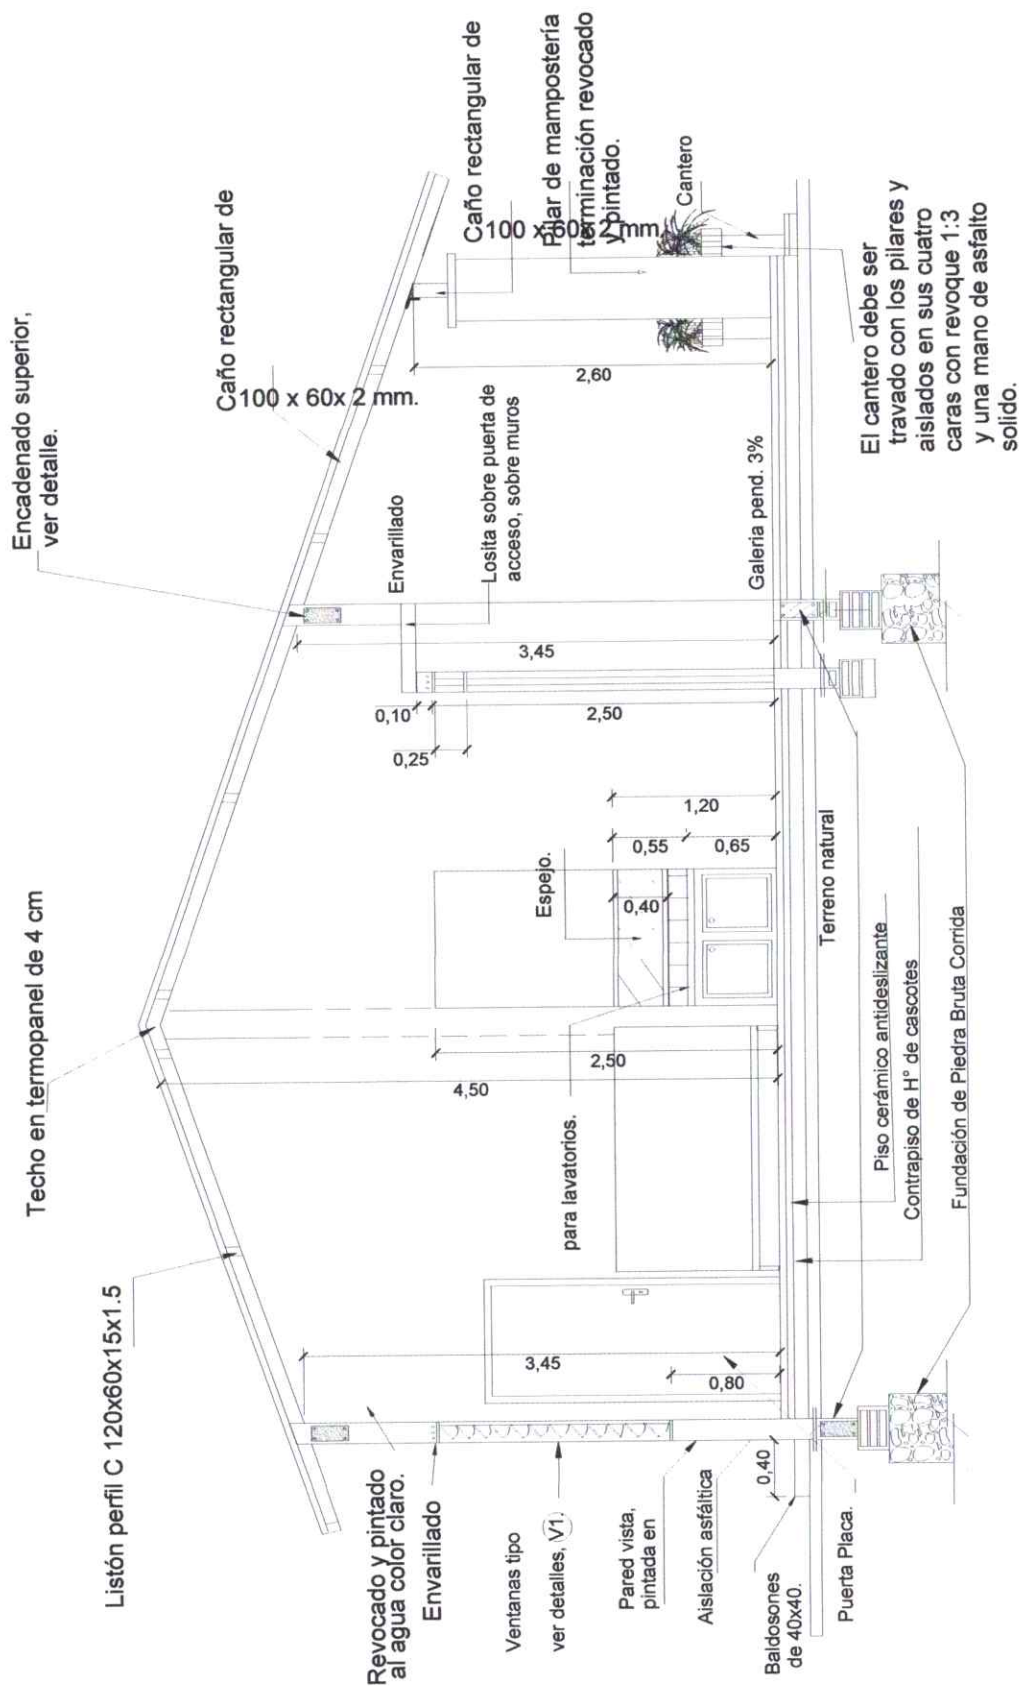 Techo en termopanel de 4 cm
Listón perfil C 120x60x15x1.5
Encadenado superior,
ver detalle.
Caño rectangular de
C100 x 60x 2 mm.
Caño rectangular de
C100 x 60x 2 mm.
Pilar de mampostería
terminación revocado
y pintado.
Cantero
Revocado y pintado
al agua color claro.
Envarillado
Ventanas tipo
ver detalles, V1.
Pared vista,
pintada en
Aislación asfáltica
Baldosones
de 40x40.
Puerta Placa.
0,40
3,45
0,80
para lavatorios.
4,50
2,50
Espejo.
0,40
0,55
0,65
1,20
0,10
0,25
2,50
3,45
Envarillado
Losita sobre puerta de
acceso, sobre muros
2,60
Galeria pend. 3%
Terreno natural
Piso cerámico antideslizante
Contrapiso de H° de cascotes
Fundación de Piedra Bruta Corrida
El cantero debe ser
travado con los pilares y
aislados en sus cuatro
caras con revoque 1:3
y una mano de asfalto
solido.